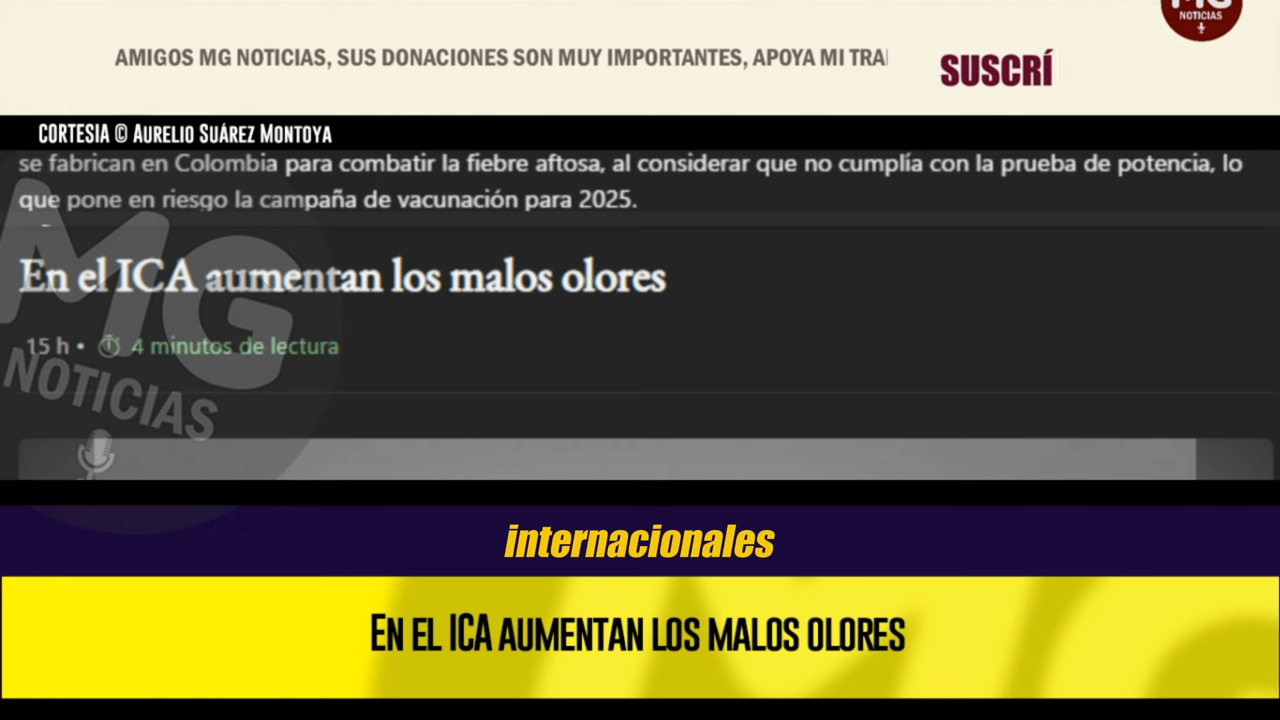 MG
NOTICIAS
AMIGOS MG NOTICIAS, SUS DONACIONES SON MUY IMPORTANTES, APOYA MI TRA
SUSCRÍ
CORTESIA © AURELIO SUÁREZ MONTOYA
se fabrican en Colombia para combatir la fiebre aftosa, al considerar que no cumplía con la prueba de potencia, lo
que pone en riesgo la campaña de vacunación para 2025.
En el ICA aumentan los malos olores
15 h • 4 minutos de lectura
MG
NOTICIAS
internacionales
EN EL ICA AUMENTAN LOS MALOS OLORES